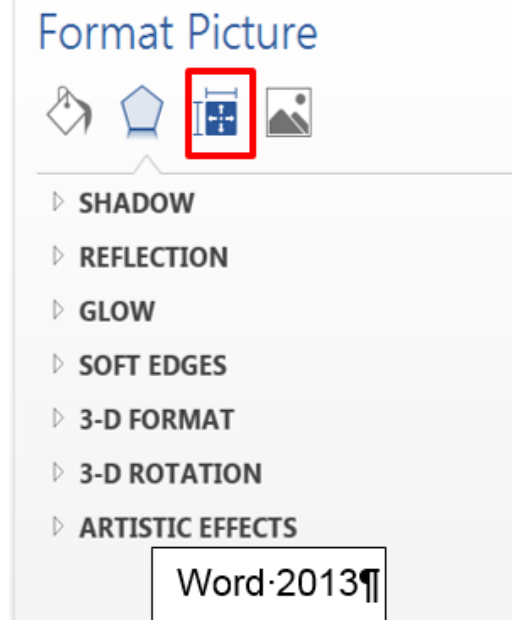 Format Picture
SHADOW
REFLECTION
GLOW
SOFT EDGES
3-D FORMAT
3-D ROTATION
ARTISTIC EFFECTS
Word·2013¶